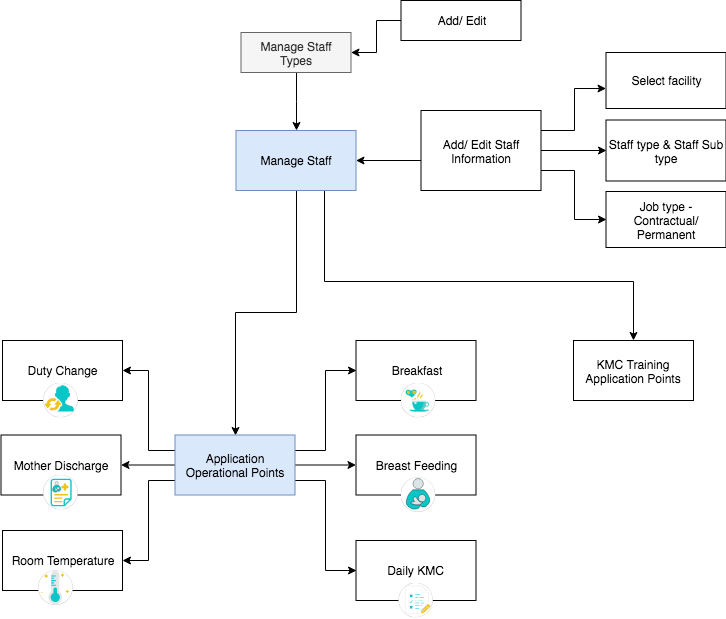 Add/ Edit
Manage Staff
Types
Select facility
Manage Staff
Add/ Edit Staff
Information
Staff type & Staff Sub
type
Job type -
Contractual/
Permanent
Duty Change
Breakfast
KMC Training
Application Points
Mother Discharge
Application
Operational Points
Breast Feeding
Room Temperature
Daily KMC